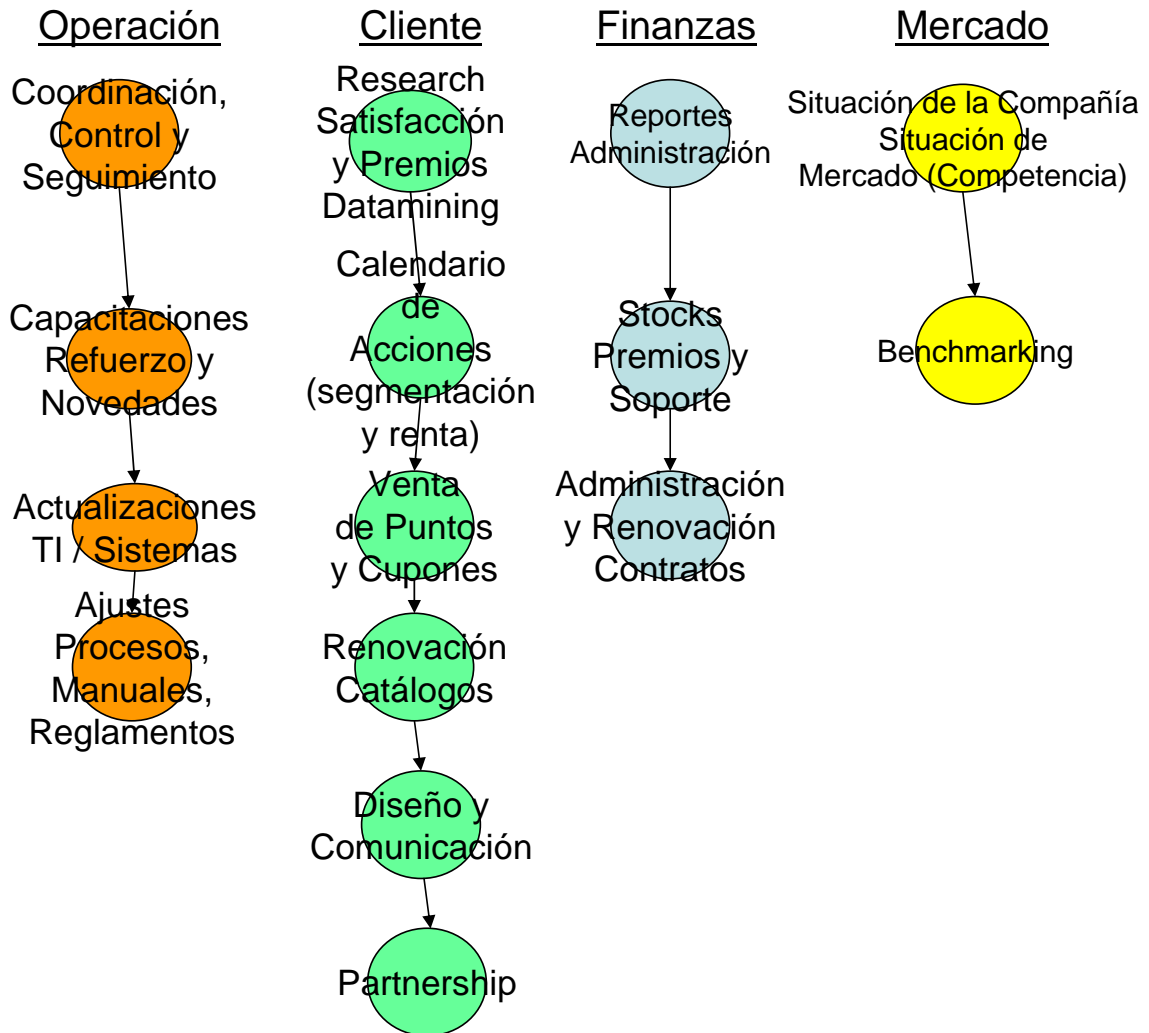 Operación
Coordinación,
Control y
Seguimiento
Capacitaciones
Refuerzo y
Novedades
Actualizaciones
TI / Sistemas
Ajustes
Procesos,
Manuales,
Reglamentos
Cliente
Research
Satisfacción
y Premios
Datamining
Calendario
de
Acciones
(segmentación
y renta)
Venta
de Puntos
y Cupones
Renovación
Catálogos
Diseño y
Comunicación
Partnership
Finanzas
Reportes
Administración
Stocks
Premios y
Soporte
Administración
y Renovación
Contratos
Mercado
Situación de la Compañía
Situación de
Mercado (Competencia)
Benchmarking